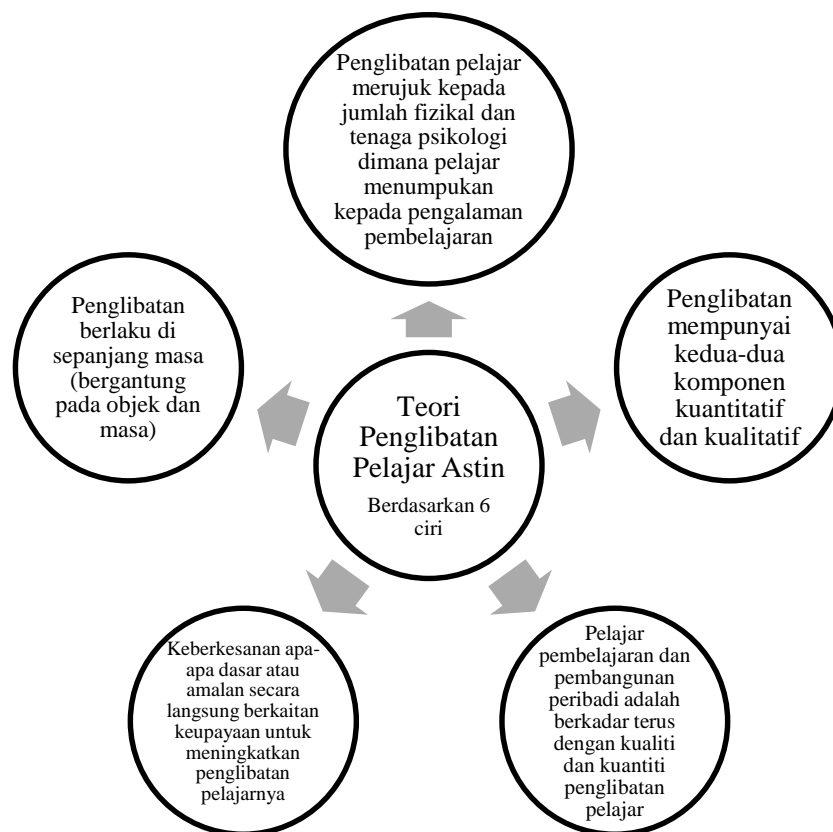 Penglibatan pelajar
merujuk kepada
jumlah fizikal dan
tenaga psikologi
dimana pelajar
menumpukan
kepada pengalaman
pembelajaran
Penglibatan
berlaku di
sepanjang masa
(bergantung
pada objek dan
masa)
Penglibatan
mempunyai
kedua-dua
komponen
kuantitatif
dan kualitatif
Teori
Penglibatan
Pelajar Astin
Berdasarkan 6
ciri
Keberkesanan apa-
apa dasar atau
amalan secara
langsung berkaitan
keupayaan untuk
meningkatkan
penglibatan
pelajarnya
Pelajar
pembelajaran dan
pembangunan
peribadi adalah
berkadar terus
dengan kualiti
dan kuantiti
penglibatan
pelajar